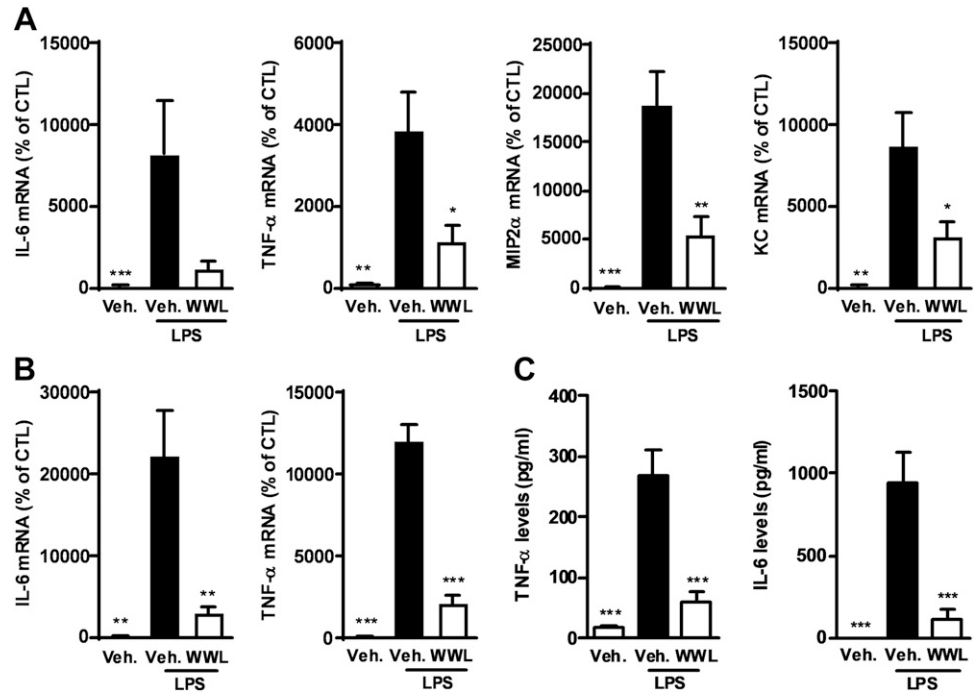 A
IL-6 mRNA (% of CTL)
15000
10000
5000
0
***
Veh. Veh. WWL
LPS
TNF-α mRNA (% of CTL)
6000
4000
2000
0
**
*
Veh. Veh. WWL
LPS
MIP2α mRNA (% of CTL)
25000
20000
15000
10000
5000
0
***
**
Veh. Veh. WWL
LPS
KC mRNA (% of CTL)
15000
10000
5000
0
**
*
Veh. Veh. WWL
LPS
B
IL-6 mRNA (% of CTL)
30000
20000
10000
0
**
**
Veh. Veh. WWL
LPS
TNF-α mRNA (% of CTL)
15000
10000
5000
0
***
***
Veh. Veh. WWL
LPS
C
TNF-α levels (pg/ml)
400
300
200
100
0
***
***
Veh. Veh. WWL
LPS
IL-6 levels (pg/ml)
1500
1000
500
0
***
***
Veh. Veh. WWL
LPS